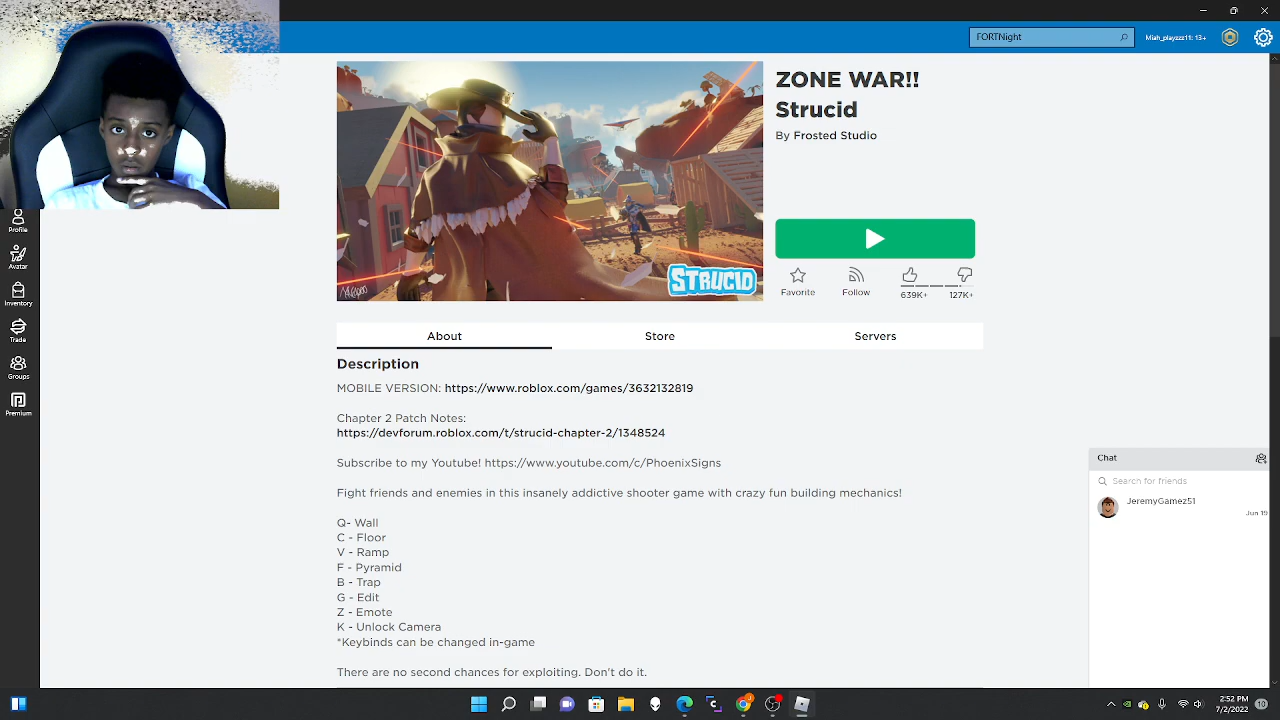 FORTNight
Miah_playzzz11: 13+
ZONE WAR!!
Strucid
By Frosted Studio
STRUCID
Profile
Avatar
Inventory
Trade
Groups
Premium
Favorite
Follow
639K+
127K+
About
Store
Servers
Description
MOBILE VERSION: https://www.roblox.com/games/3632132819
Chapter 2 Patch Notes:
https://devforum.roblox.com/t/strucid-chapter-2/1348524
Subscribe to my Youtube! https://www.youtube.com/c/PhoenixSigns
Fight friends and enemies in this insanely addictive shooter game with crazy fun building mechanics!
Q- Wall
C - Floor
V - Ramp
F - Pyramid
B - Trap
G - Edit
Z - Emote
K - Unlock Camera
*Keybinds can be changed in-game
There are no second chances for exploiting. Don't do it.
Chat
Search for friends
JeremyGamez51
Jun 19
2:52 PM
7/2/2022
10